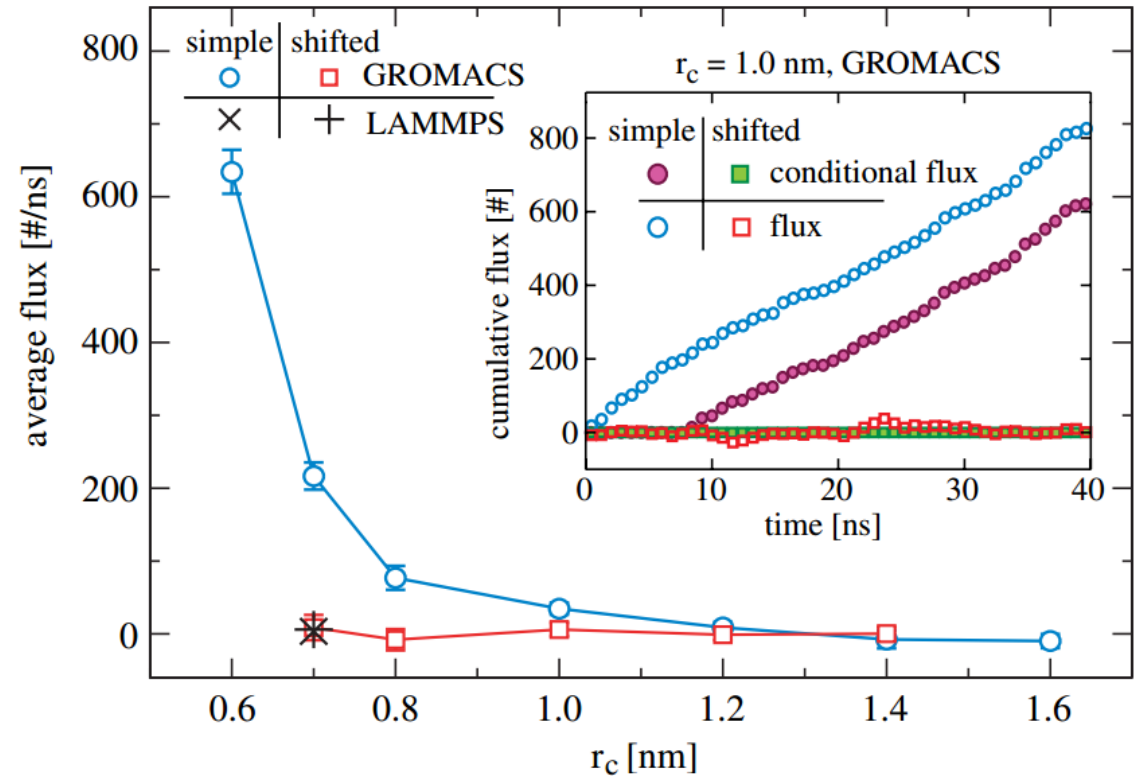 simple shifted
GROMACS
LAMMPS
r_c = 1.0 nm, GROMACS
simple shifted
conditional flux
flux
cumulative flux [#]
800
600
400
200
0
0 10 20 30 40
time [ns]
average flux [#/ns]
800
600
400
200
0
0.6 0.8 1.0 1.2 1.4 1.6
r_c [nm]